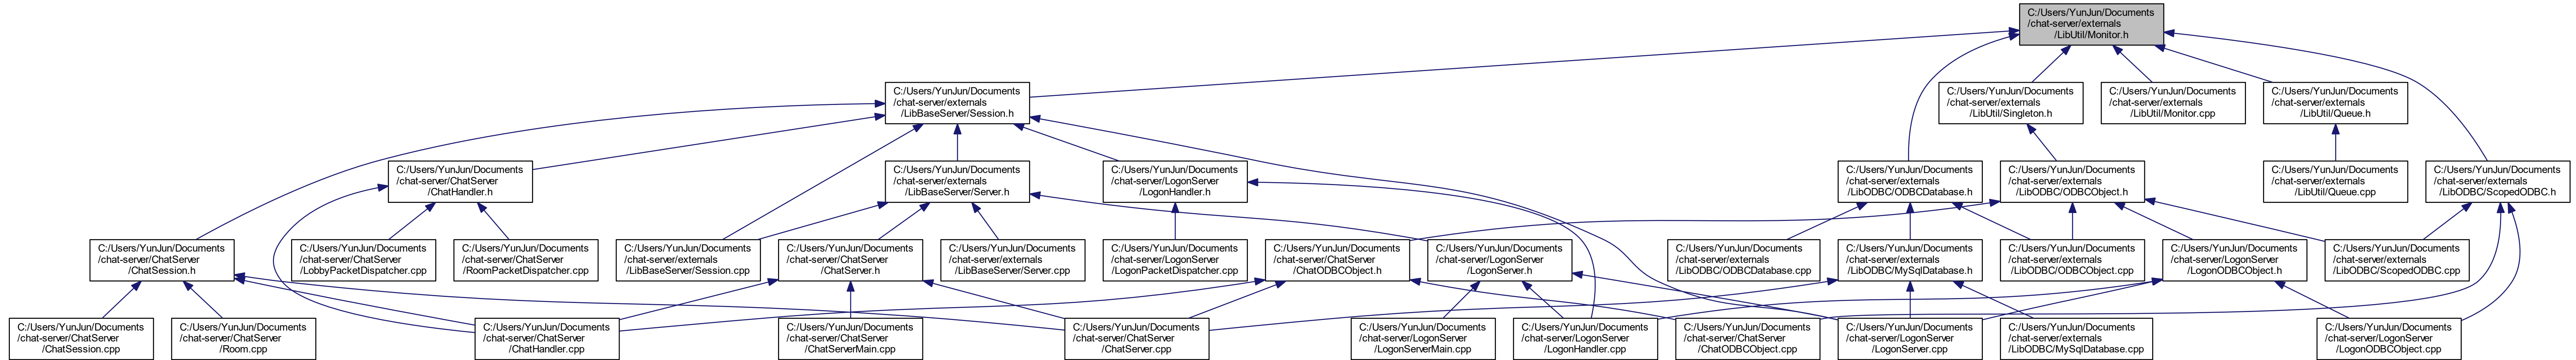 C:/Users/YunJun/Documents
/chat-server/externals
/LibUtil/Monitor.h
C:/Users/YunJun/Documents
/chat-server/externals
/LibBaseServer/Session.h
C:/Users/YunJun/Documents
/chat-server/externals
/LibUtil/Singleton.h
C:/Users/YunJun/Documents
/chat-server/externals
/LibUtil/Monitor.cpp
C:/Users/YunJun/Documents
/chat-server/externals
/LibUtil/Queue.h
C:/Users/YunJun/Documents
/chat-server/ChatServer
/ChatHandler.h
C:/Users/YunJun/Documents
/chat-server/externals
/LibBaseServer/Server.h
C:/Users/YunJun/Documents
/chat-server/LogonServer
/LogonHandler.h
C:/Users/YunJun/Documents
/chat-server/externals
/LibODBC/ODBCDatabase.h
C:/Users/YunJun/Documents
/chat-server/externals
/LibODBC/ODBCObject.h
C:/Users/YunJun/Documents
/chat-server/externals
/LibUtil/Queue.cpp
C:/Users/YunJun/Documents
/chat-server/externals
/LibODBC/ScopedODBC.h
C:/Users/YunJun/Documents
/chat-server/ChatServer
/ChatSession.h
C:/Users/YunJun/Documents
/chat-server/ChatServer
/LobbyPacketDispatcher.cpp
C:/Users/YunJun/Documents
/chat-server/ChatServer
/RoomPacketDispatcher.cpp
C:/Users/YunJun/Documents
/chat-server/externals
/LibBaseServer/Session.cpp
C:/Users/YunJun/Documents
/chat-server/ChatServer
/ChatServer.h
C:/Users/YunJun/Documents
/chat-server/externals
/LibBaseServer/Server.cpp
C:/Users/YunJun/Documents
/chat-server/LogonServer
/LogonPacketDispatcher.cpp
C:/Users/YunJun/Documents
/chat-server/ChatServer
/ChatODBCObject.h
C:/Users/YunJun/Documents
/chat-server/LogonServer
/LogonServer.h
C:/Users/YunJun/Documents
/chat-server/externals
/LibODBC/ODBCDatabase.cpp
C:/Users/YunJun/Documents
/chat-server/externals
/LibODBC/MySqlDatabase.h
C:/Users/YunJun/Documents
/chat-server/externals
/LibODBC/ODBCObject.cpp
C:/Users/YunJun/Documents
/chat-server/LogonServer
/LogonODBCObject.h
C:/Users/YunJun/Documents
/chat-server/externals
/LibODBC/ScopedODBC.cpp
C:/Users/YunJun/Documents
/chat-server/ChatServer
/ChatSession.cpp
C:/Users/YunJun/Documents
/chat-server/ChatServer
/Room.cpp
C:/Users/YunJun/Documents
/chat-server/ChatServer
/ChatHandler.cpp
C:/Users/YunJun/Documents
/chat-server/ChatServer
/ChatServerMain.cpp
C:/Users/YunJun/Documents
/chat-server/ChatServer
/ChatServer.cpp
C:/Users/YunJun/Documents
/chat-server/LogonServer
/LogonServerMain.cpp
C:/Users/YunJun/Documents
/chat-server/LogonServer
/LogonHandler.cpp
C:/Users/YunJun/Documents
/chat-server/ChatServer
/ChatODBCObject.cpp
C:/Users/YunJun/Documents
/chat-server/LogonServer
/LogonServer.cpp
C:/Users/YunJun/Documents
/chat-server/externals
/LibODBC/MySqlDatabase.cpp
C:/Users/YunJun/Documents
/chat-server/LogonServer
/LogonODBCObject.cpp